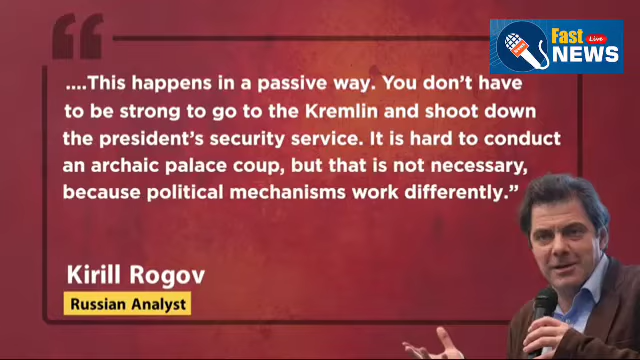 Fast
Live
NEWS
NEWS
....This happens in a passive way. You don’t have
to be strong to go to the Kremlin and shoot down
the president’s security service. It is hard to conduct
an archaic palace coup, but that is not necessary,
because political mechanisms work differently.”
Kirill Rogov
Russian Analyst